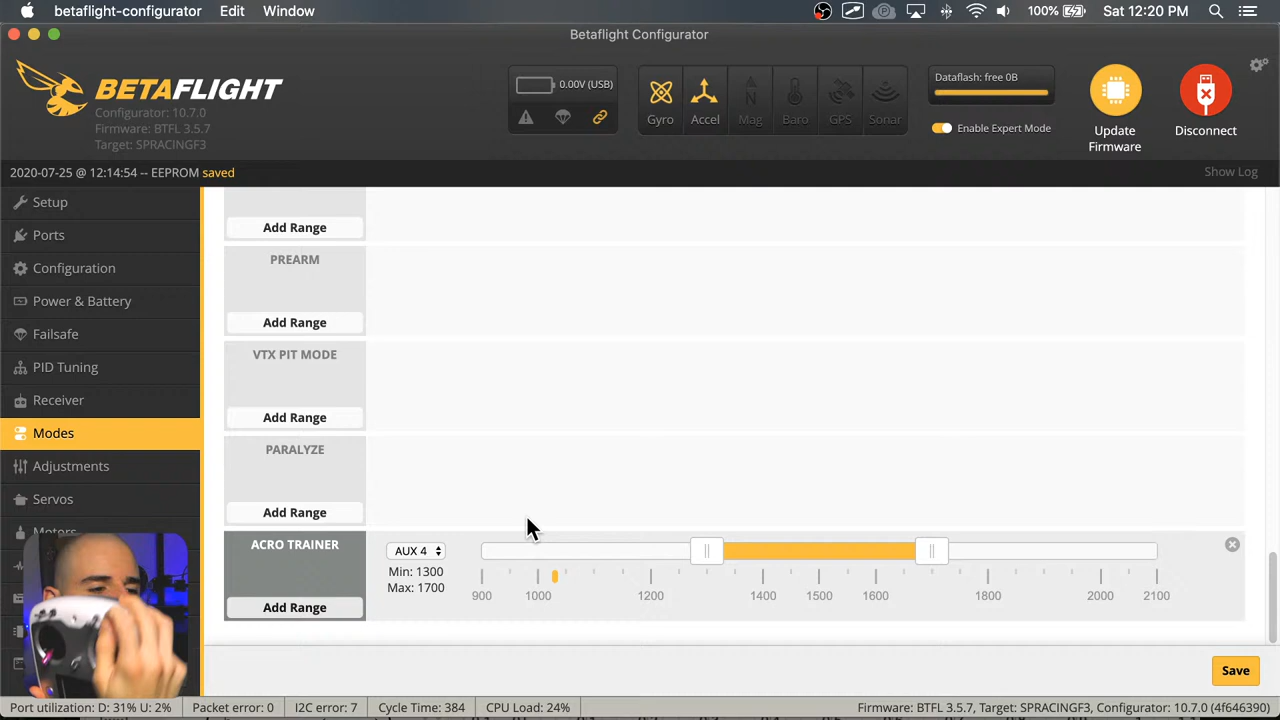 betaflight-configurator Edit Window 100% Sat 12:20 PM
Betaflight Configurator
BETAFLIGHT
Configurator: 10.7.0
Firmware: BTFL 3.5.7
Target: SPRACINGF3
0.00V (USB)
Gyro Accel Mag Baro GPS Sonar
Dataflash: free 0B
Enable Expert Mode
Update Firmware
Disconnect
2020-07-25 @ 12:14:54 -- EEPROM saved
Show Log
Setup
Ports
Configuration
Power & Battery
Failsafe
PID Tuning
Receiver
Modes
Adjustments
Servos
Motors
Add Range
PREARM
Add Range
VTX PIT MODE
Add Range
PARALYZE
Add Range
ACRO TRAINER
Add Range
AUX 4
Min: 1300
Max: 1700
900 1000 1200 1400 1500 1600 1800 2000 2100
Save
Port utilization: D: 31% U: 2% Packet error: 0 I2C error: 7 Cycle Time: 384 CPU Load: 24% Firmware: BTFL 3.5.7, Target: SPRACINGF3, Configurator: 10.7.0 (4f646390)